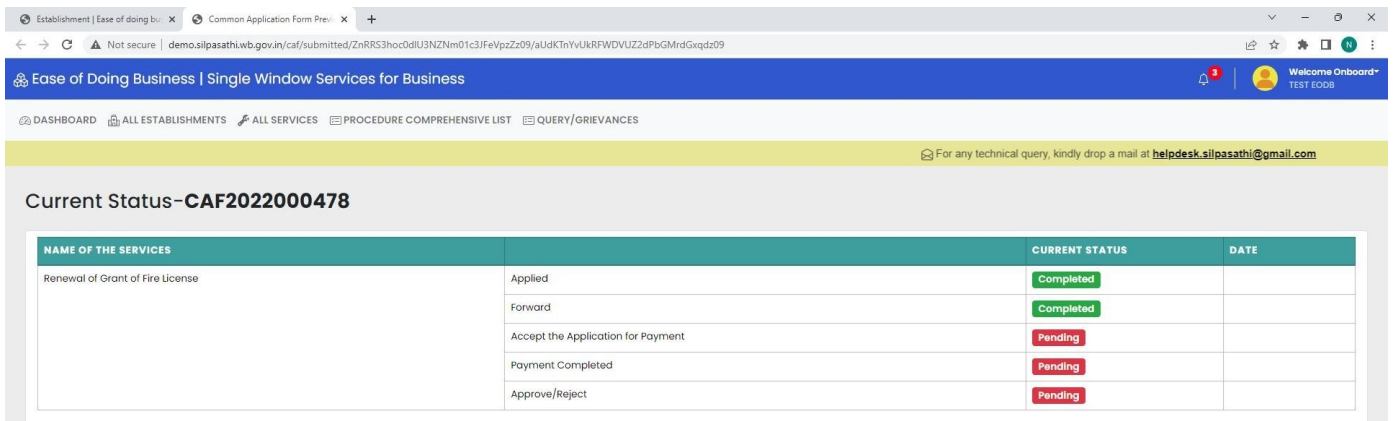 Establishment | Ease of doing bu
Common Application Form Previ
Not secure | demo.silpasathi.wb.gov.in/caf/submitted/ZnRRS3hoc0dlU3NZNm01c3JFeVpzZz09/aUdKTnYvUkRFWDVUZ2dPbGMrdGxqdz09
N
Ease of Doing Business | Single Window Services for Business
3
Welcome Onboard
TEST EODB
DASHBOARD ALL ESTABLISHMENTS ALL SERVICES PROCEDURE COMPREHENSIVE LIST QUERY/GRIEVANCES
For any technical query, kindly drop a mail at helpdesk.silpasathi@gmail.com
Current Status-CAF2022000478
NAME OF THE SERVICES CURRENT STATUS DATE
Renewal of Grant of Fire License Applied Completed
Forward Completed
Accept the Application for Payment Pending
Payment Completed Pending
Approve/Reject Pending